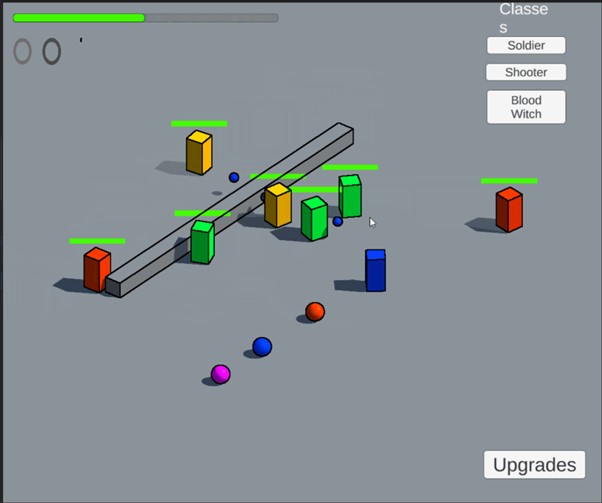 Classe
s
Soldier
Shooter
Blood
Witch
Upgrades